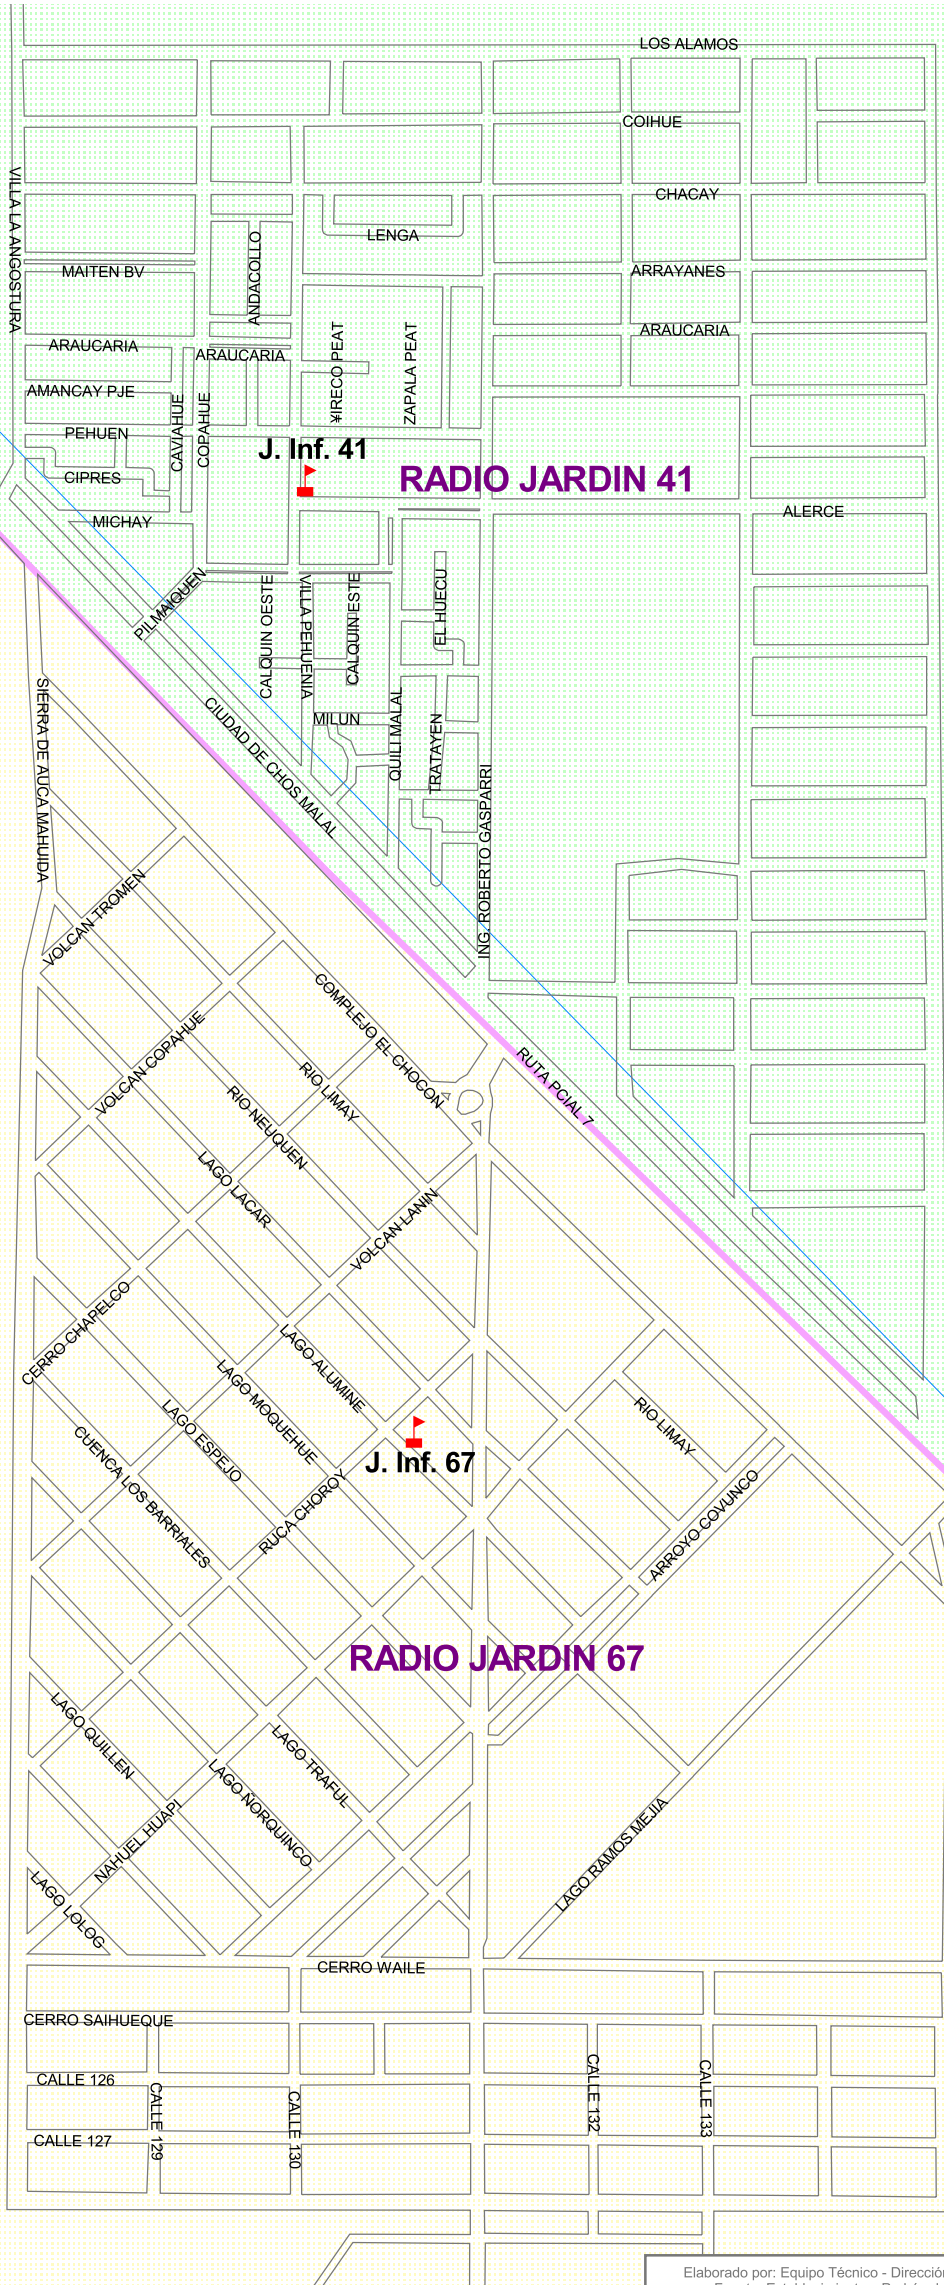 LOS ALAMOS
COIHUE
CHACAY
VILLA LA ANGOSTURA
LENGA
ANDACOLLO
MAITEN BV
ARRAYANES
ARAUCARIA
ARAUCARIA
ARAUCARIA
¥IRECO PEAT
ZAPALA PEAT
AMANCAY PJE
CAVIAHUE
COPAHUE
PEHUEN
J. Inf. 41
RADIO JARDIN 41
CIPRES
MICHAY
ALERCE
PILMAIQUEN
CALQUIN OESTE
VILLA PEHUENIA
CALQUIN ESTE
EL HUECU
SIERRA DE AUCA MAHUIDA
CIUDAD DE CHOS MALAL
MILUN
QUILI MALAL
TRATAYEN
ING. ROBERTO GASPARRI
VOLCAN TROMEN
COMPLEJO EL CHOCON
VOLCAN COPAHUE
RIO LIMAY
RUTA PCIAL 7
RIO NEUQUEN
LAGO LACAR
VOLCAN LANIN
CERRO CHAPELCO
LAGO ALUMINE
LAGO MOQUEHUE
RIO LIMAY
LAGO ESPEJO
CUENCA LOS BARRIALES
J. Inf. 67
RUCA CHOROY
ARROYO COVUNCO
RADIO JARDIN 67
LAGO QUILLEN
LAGO TRAFUL
LAGO ÑORQUINCO
NAHUEL HUAPI
LAGO RAMOS MEJIA
LAGO LOLOG
CERRO WAILE
CERRO SAIHUEQUE
CALLE 126
CALLE 129
CALLE 130
CALLE 132
CALLE 133
CALLE 127
Elaborado por: Equipo Técnico - Dirección